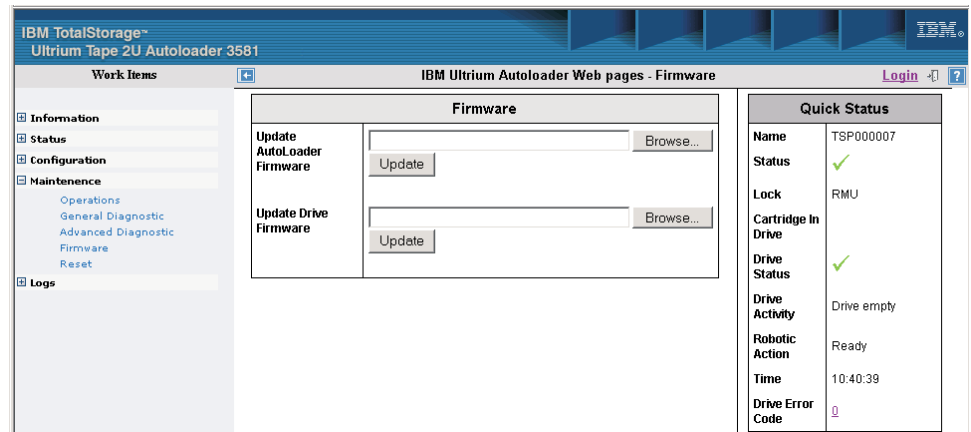 IBM TotalStorage™
Ultrium Tape 2U Autoloader 3581
IBM®
Work Items
IBM Ultrium Autoloader Web pages - Firmware
Login
?
Information
Status
Configuration
Maintenence
Operations
General Diagnostic
Advanced Diagnostic
Firmware
Reset
Logs
Firmware
Update
AutoLoader
Firmware
Browse...
Update
Update Drive
Firmware
Browse...
Update
Quick Status
Name TSP000007
Status
Lock RMU
Cartridge In
Drive
Drive
Status
Drive
Activity
Drive empty
Robotic
Action
Ready
Time 10:40:39
Drive Error
Code
0